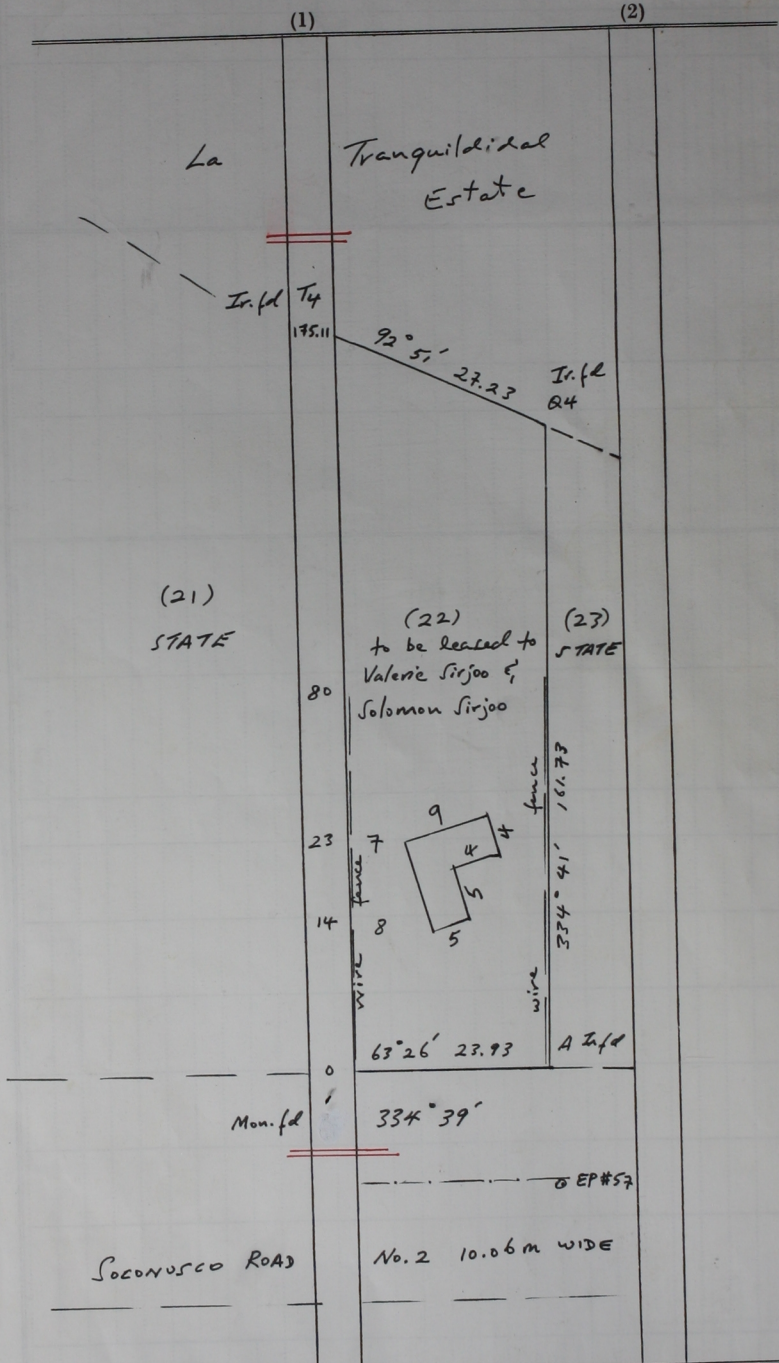 (1) (2)
La Tranquildidal
Estate
Ir.fd T4
175.11
92° 51′ 27.23
Ir.fd
Q4
(21)
STATE
(22)
to be leased to
Valerie Sirjoo &
Solomon Sirjoo
(23)
STATE
80
23 7
14 8
0
9
4
4
5
5
wire fence
wire fence
334° 41′ 161.73
63° 26′ 23.93
A Ir.fd
Mon.fd 1 334° 39′
EP#57
SOCONUSCO ROAD No. 2 10.06m WIDE